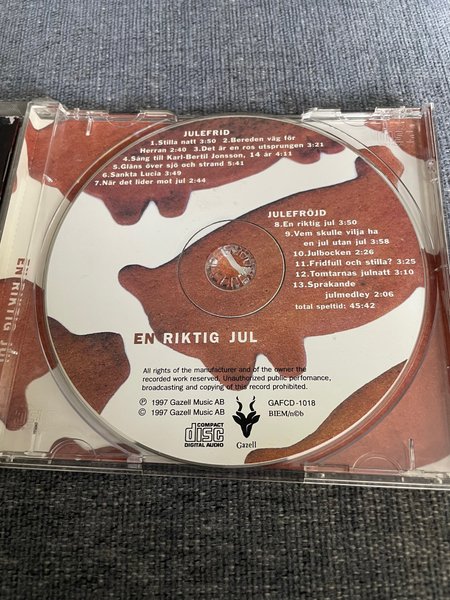 JULEFRID
1.Stilla natt 3:50 2.Bereden väg för
Herran 2:40 3.Det är en ros utsprungen 3:21
4.Sång till Karl-Bertil Jonsson, 14 år 4:11
5.Gläns över sjö och strand 5:41
6.Sankta Lucia 3:49
7.När det lider mot jul 2:44
JULEFRÖJD
8.En riktig jul 3:50
9.Vem skulle vilja ha
en jul utan jul 3:58
10.Julbocken 2:26
11.Fridfull och stilla? 3:25
12.Tomtarnas julnatt 3:10
13.Sprakande
julmedley 2:06
total speltid: 45:42
EN RIKTIG JUL
EN RIKTIG JUL
All rights of the manufacturer and of the owner the
recorded work reserved. Unauthorized public perfomance,
broadcasting and copying of this record prohibited.
℗ 1997 Gazell Music AB
© 1997 Gazell Music AB
GAFCD-1018
BIEM/n©b
COMPACT
disc
DIGITAL AUDIO
Gazell